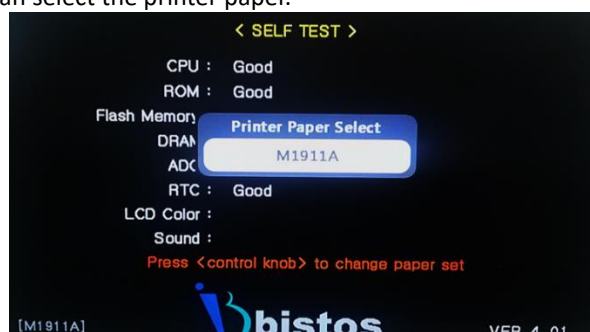 an select the printer paper.
< SELF TEST >
CPU : Good
ROM : Good
Flash Memory
Printer Paper Select
DRAM
M1911A
ADC
RTC : Good
LCD Color :
Sound :
Press <control knob> to change paper set
bistos
[M1911A]
VER 4.01